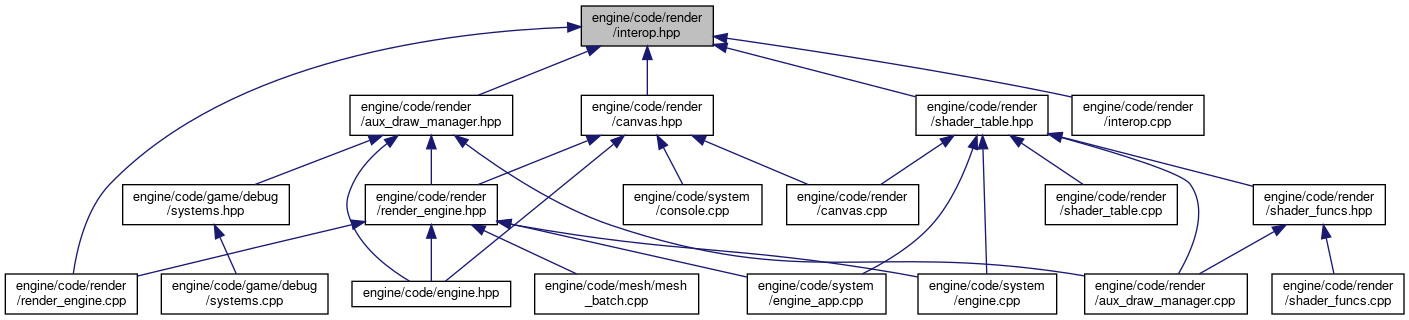 engine/code/render
/interop.hpp
engine/code/render
/aux_draw_manager.hpp
engine/code/render
/canvas.hpp
engine/code/render
/shader_table.hpp
engine/code/render
/interop.cpp
engine/code/game/debug
/systems.hpp
engine/code/render
/render_engine.hpp
engine/code/system
/console.cpp
engine/code/render
/canvas.cpp
engine/code/render
/shader_table.cpp
engine/code/render
/shader_funcs.hpp
engine/code/render
/render_engine.cpp
engine/code/game/debug
/systems.cpp
engine/code/engine.hpp
engine/code/mesh/mesh
_batch.cpp
engine/code/system
/engine_app.cpp
engine/code/system
/engine.cpp
engine/code/render
/aux_draw_manager.cpp
engine/code/render
/shader_funcs.cpp